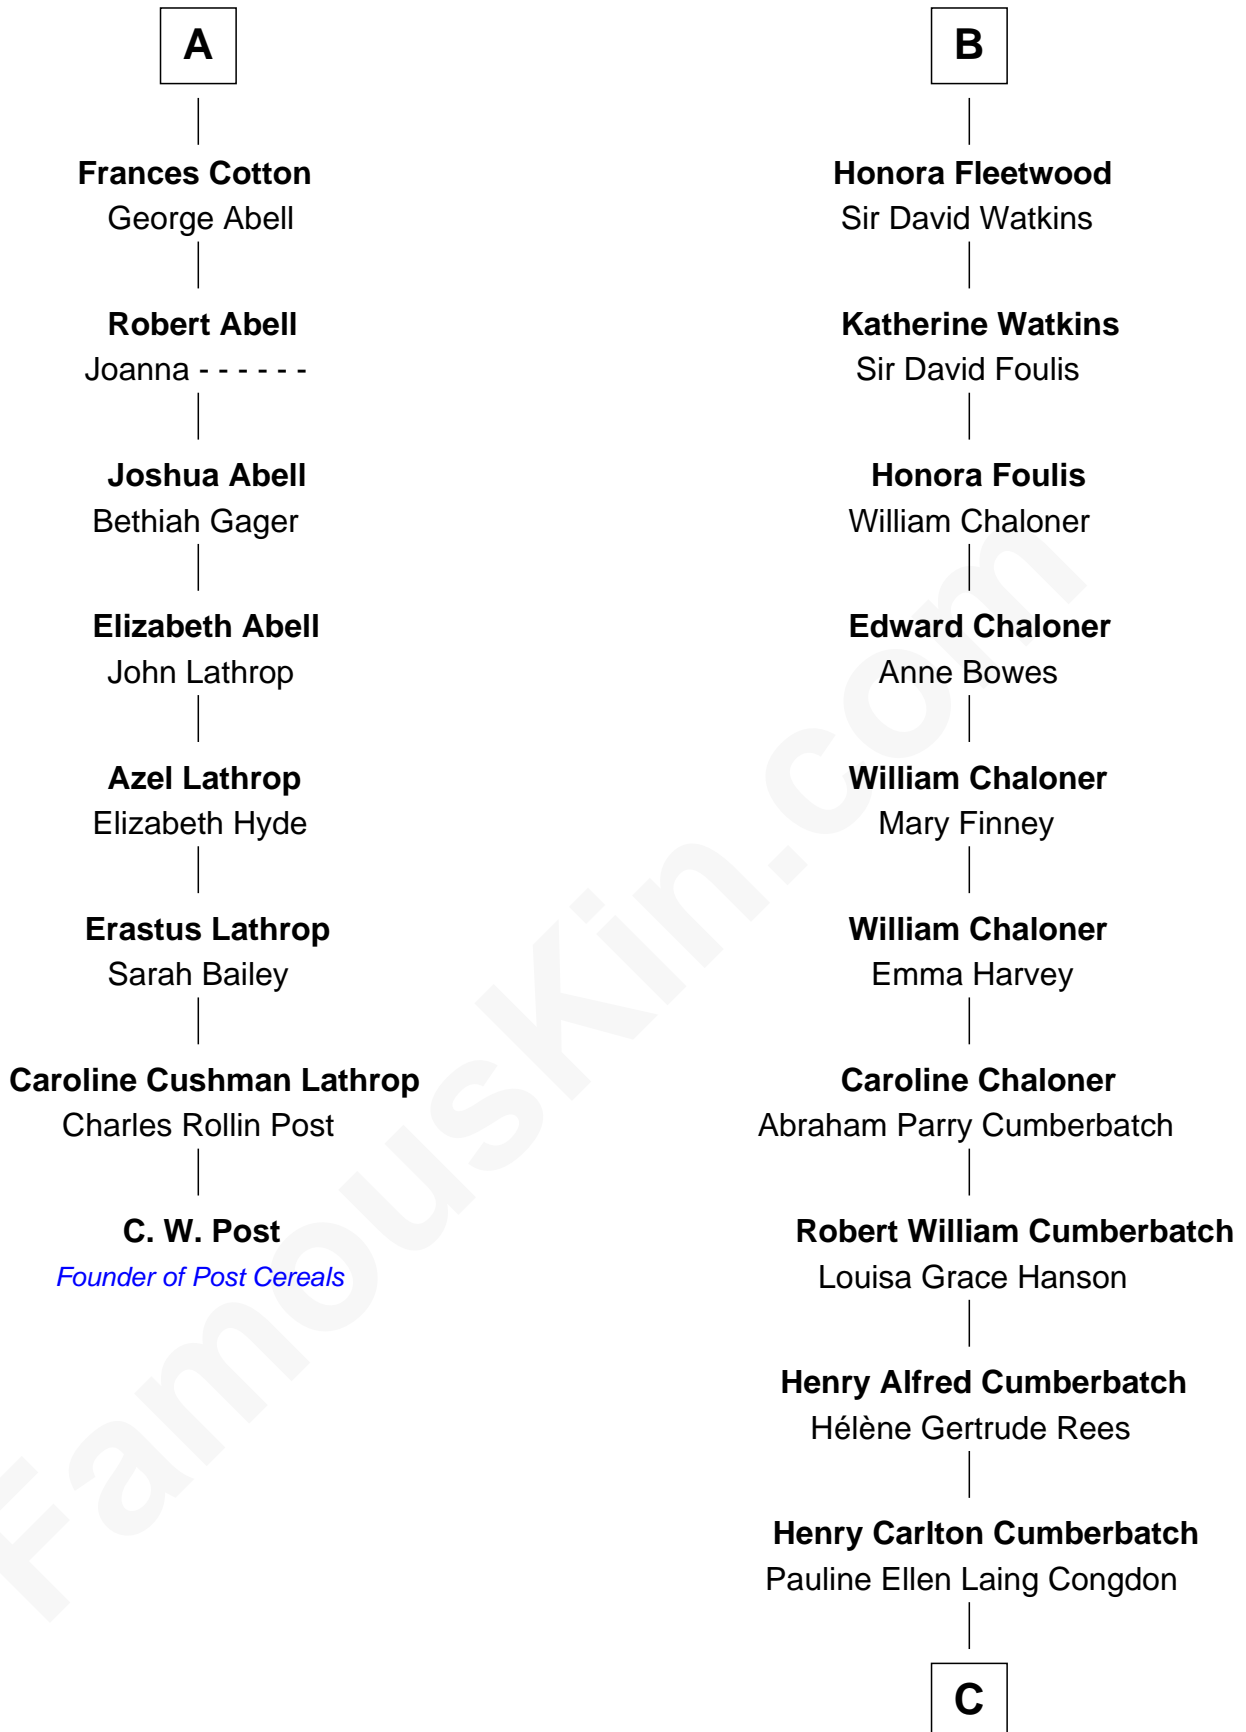 A
Frances Cotton
George Abell
Robert Abell
Joanna - - - - - -
Joshua Abell
Bethiah Gager
Elizabeth Abell
John Lathrop
Azel Lathrop
Elizabeth Hyde
Erastus Lathrop
Sarah Bailey
Caroline Cushman Lathrop
Charles Rollin Post
C. W. Post
Founder of Post Cereals
B
Honora Fleetwood
Sir David Watkins
Katherine Watkins
Sir David Foulis
Honora Foulis
William Chaloner
Edward Chaloner
Anne Bowes
William Chaloner
Mary Finney
William Chaloner
Emma Harvey
Caroline Chaloner
Abraham Parry Cumberbatch
Robert William Cumberbatch
Louisa Grace Hanson
Henry Alfred Cumberbatch
Hélène Gertrude Rees
Henry Carlton Cumberbatch
Pauline Ellen Laing Congdon
C
FamousKin.com